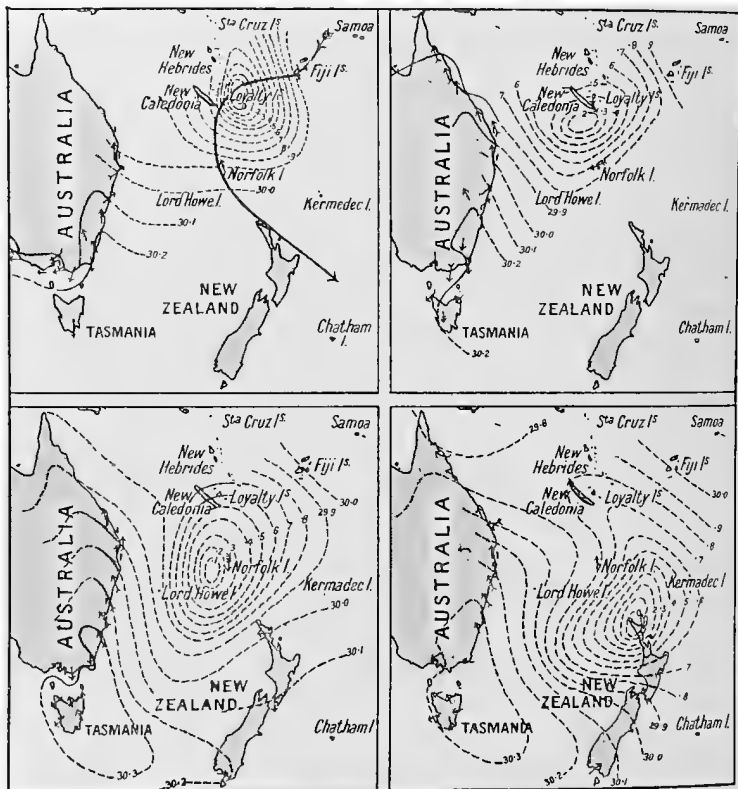 Sta Cruz Is.
Samoa
New
Hebrides
Fiji Is.
New
Caledonia
Loyalty Is
AUSTRALIA
Norfolk I.
Lord Howe I.
30·0
Kermedec I.
30·1
30·2
NEW
ZEALAND
TASMANIA
Chatham
I.
Sta Cruz Is.
Samoa
New
Hebrides
Fiji Is.
New
Caledonia
Loyalty Is
AUSTRALIA
Norfolk I.
Lord Howe I.
29·9
Kermadec I.
30·0
30·1
30·2
NEW
ZEALAND
TASMANIA
Chatham I.
30·2
Sta Cruz Is.
Samoa
New
Hebrides
Fiji Is.
30·0
New
Caledonia
Loyalty Is
29·9
AUSTRALIA
Norfolk I.
Lord Howe I.
Kermadec I.
30·0
30·1
NEW
ZEALAND
TASMANIA
Chatham I.
30·3
30·2
29·8
Sta Cruz Is.
Samoa
New
Hebrides
Fiji Is.
30·0
New
Caledonia
Loyalty Is
·9
·8
AUSTRALIA
Norfolk I.
Lord Howe I.
Kermadec I
·7
·8
NEW
ZEALAND
29·9
TASMANIA
Chatham I.
30·3
30·2
30·0
30·1